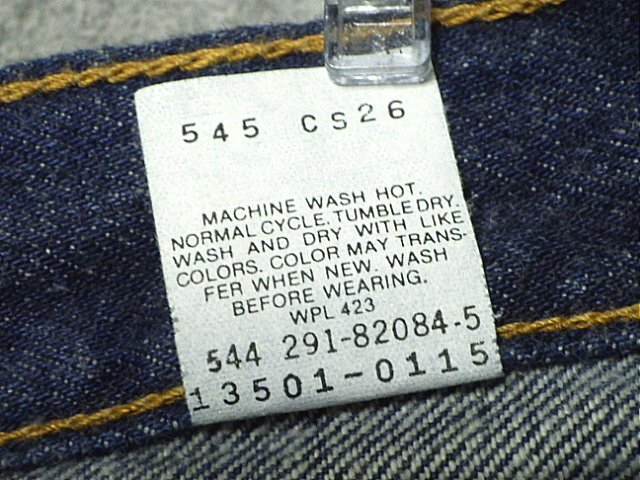 545 CS26
MACHINE WASH HOT.
NORMAL CYCLE. TUMBLE DRY.
WASH AND DRY WITH LIKE
COLORS. COLOR MAY TRANS-
FER WHEN NEW. WASH
BEFORE WEARING.
WPL 423
544 291-82084-5
13501-0115